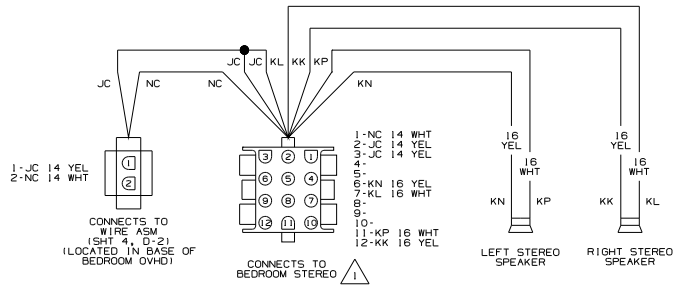 JC JC KL KK KP
JC NC NC KN
1-JC 14 YEL
2-NC 14 WHT
1
2
CONNECTS TO
WIRE ASM
(SHT 4, D-2)
(LOCATED IN BASE OF
BEDROOM OVHD)
3 2 1
6 5 4
9 8 7
12 11 10
CONNECTS TO
BEDROOM STEREO
1
1-NC 14 WHT
2-JC 14 YEL
3-JC 14 YEL
4-
5-
6-KN 16 YEL
7-KL 16 WHT
8-
9-
10-
11-KP 16 WHT
12-KK 16 YEL
16
YEL
16
WHT
KN KP
LEFT STEREO
SPEAKER
16
YEL
16
WHT
KK KL
RIGHT STEREO
SPEAKER